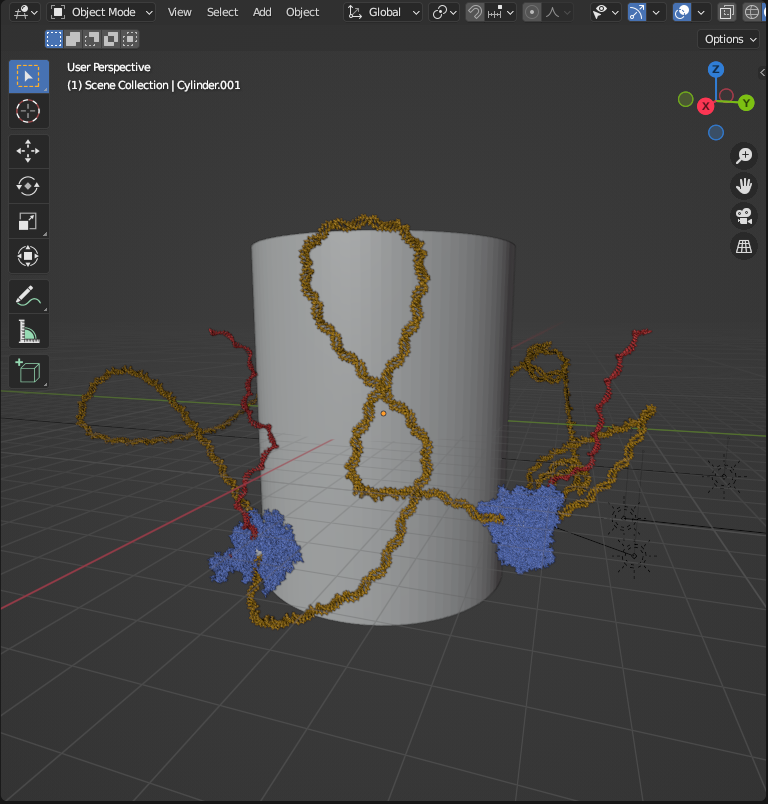 Object Mode View Select Add Object Global
Options
User Perspective
(1) Scene Collection | Cylinder.001
Z
X
Y